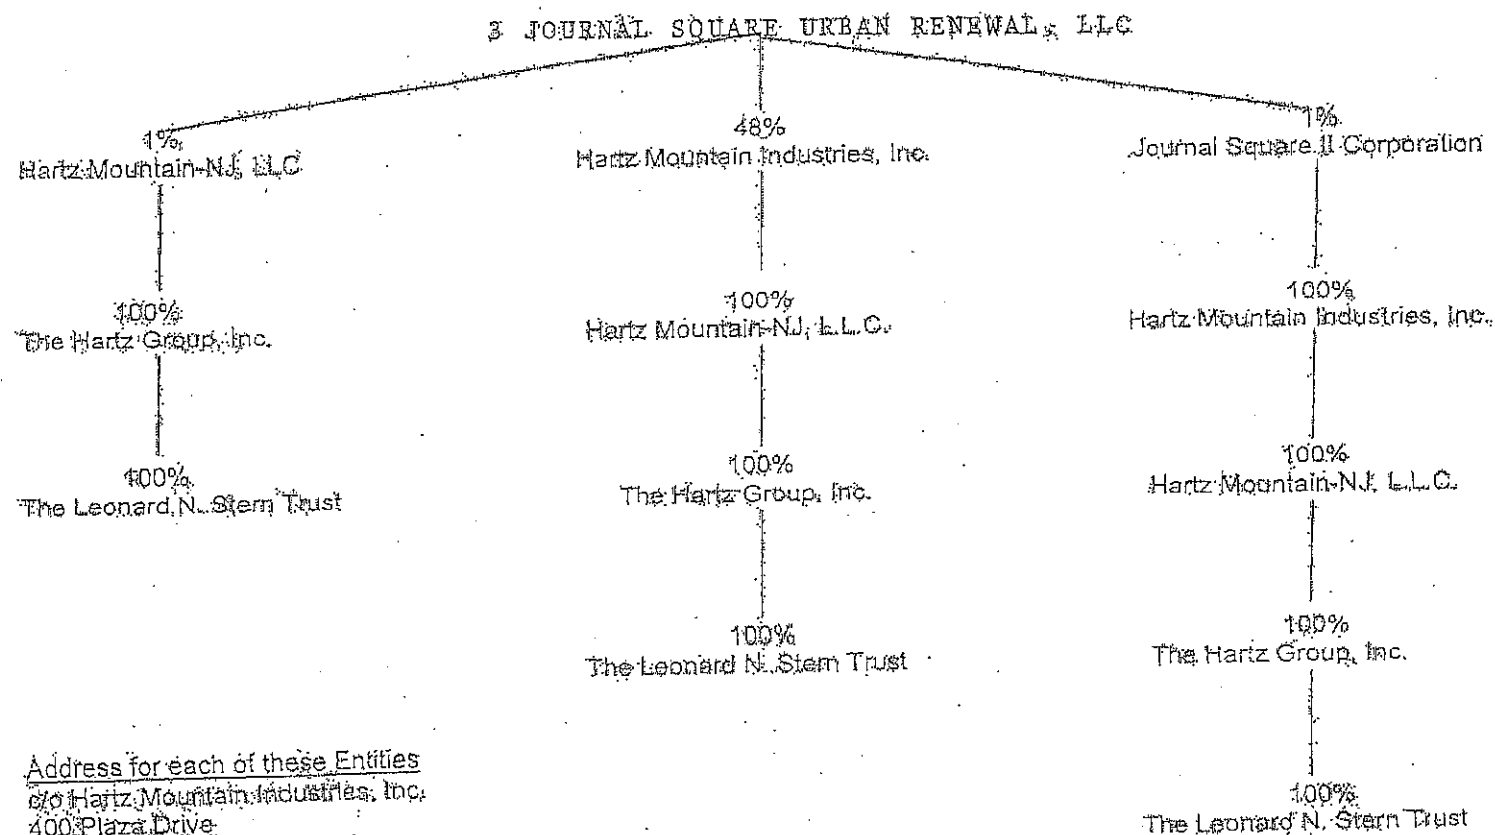 3 JOURNAL SQUARE URBAN RENEWAL, LLC
1%
Hartz Mountain-NJ, LLC
100%
The Hartz Group, Inc.
100%
The Leonard N. Stern Trust
48%
Hartz Mountain Industries, Inc.
100%
Hartz Mountain-NJ, L.L.C.
100%
The Hartz Group, Inc.
100%
The Leonard N. Stern Trust
1%
Journal Square II Corporation
100%
Hartz Mountain Industries, Inc.
100%
Hartz Mountain-NJ, L.L.C.
100%
The Hartz Group, Inc.
100%
The Leonard N. Stern Trust
Address for each of these Entities
c/o Hartz Mountain Industries, Inc.
400 Plaza Drive